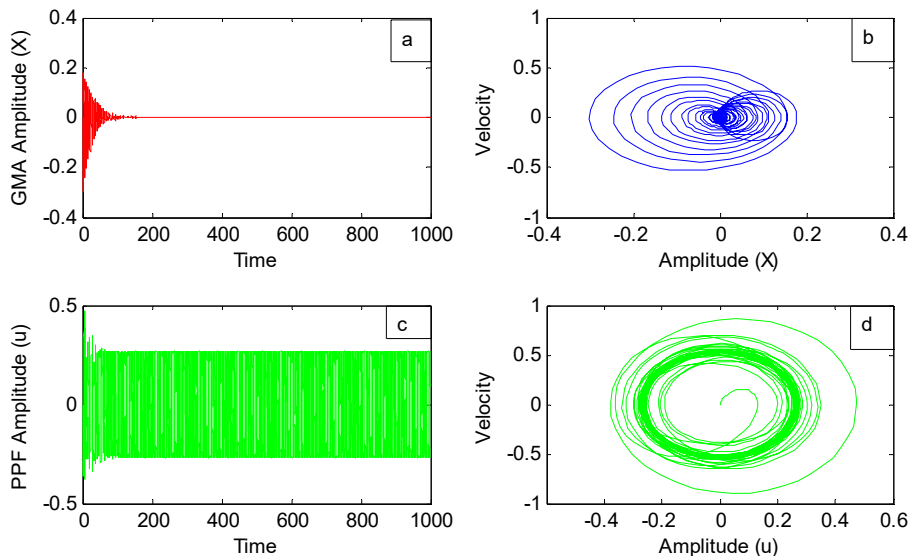 GMA Amplitude (X)
0.4
0.2
0
-0.2
-0.4
a
0 200 400 600 800 1000
Time
Velocity
1
0.5
0
-0.5
-1
b
-0.4 -0.2 0 0.2 0.4
Amplitude (X)
PPF Amplitude (u)
0.5
0
-0.5
c
0 200 400 600 800 1000
Time
Velocity
1
0.5
0
-0.5
-1
d
-0.6 -0.4 -0.2 0 0.2 0.4 0.6
Amplitude (u)